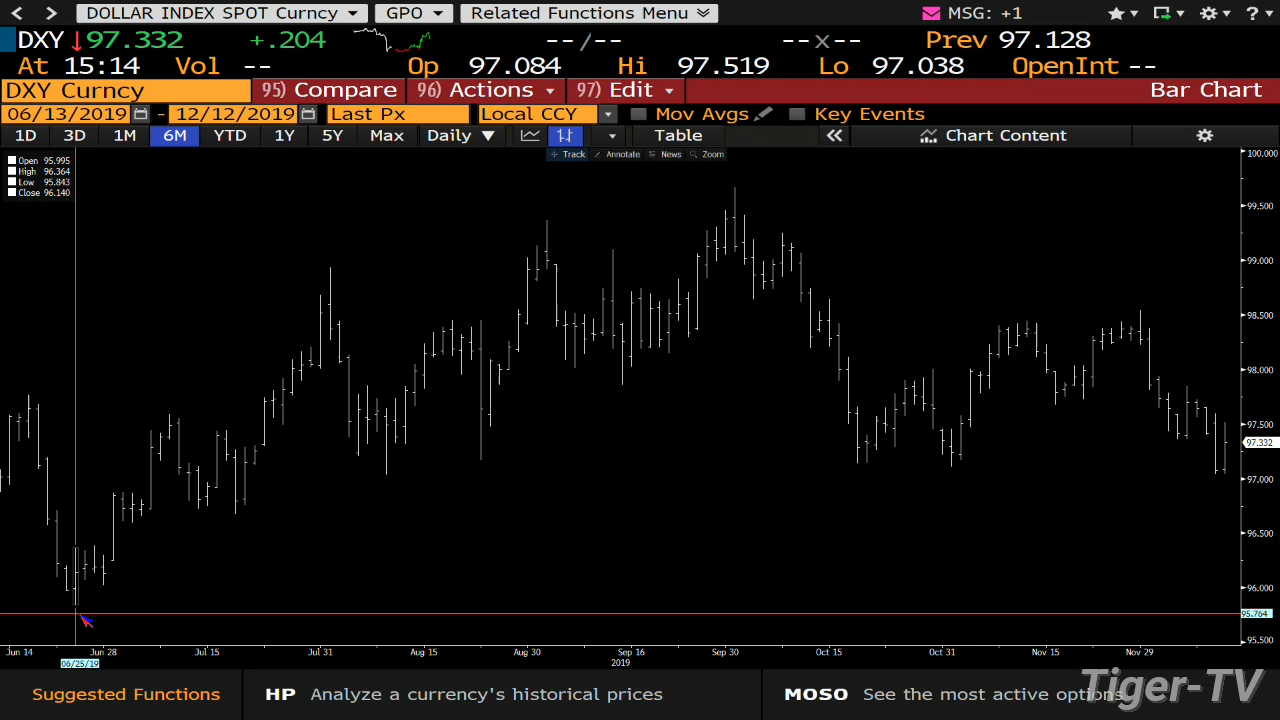 DOLLAR INDEX SPOT Curncy GPO Related Functions Menu MSG: +1 ?
DXY 97.332 +.204 --/-- --x-- Prev 97.128
At 15:14 Vol -- Op 97.084 Hi 97.519 Lo 97.038 OpenInt --
DXY Curncy 95) Compare 96) Actions 97) Edit Bar Chart
06/13/2019 - 12/12/2019 Last Px Local CCY Mov Avgs Key Events
1D 3D 1M 6M YTD 1Y 5Y Max Daily Table Chart Content
Track Annotate News Zoom
Open 95.995
High 96.364
Low 95.843
Close 96.140
100.000
99.500
99.000
98.500
98.000
97.500
97.332
97.000
96.500
96.000
95.764
95.500
Jun 14 Jun 28 Jul 15 Jul 31 Aug 15 Aug 30 Sep 16 Sep 30 Oct 15 Oct 31 Nov 15 Nov 29
06/25/19 2019
Suggested Functions HP Analyze a currency's historical prices MOSO See the most active options
Tiger-TV